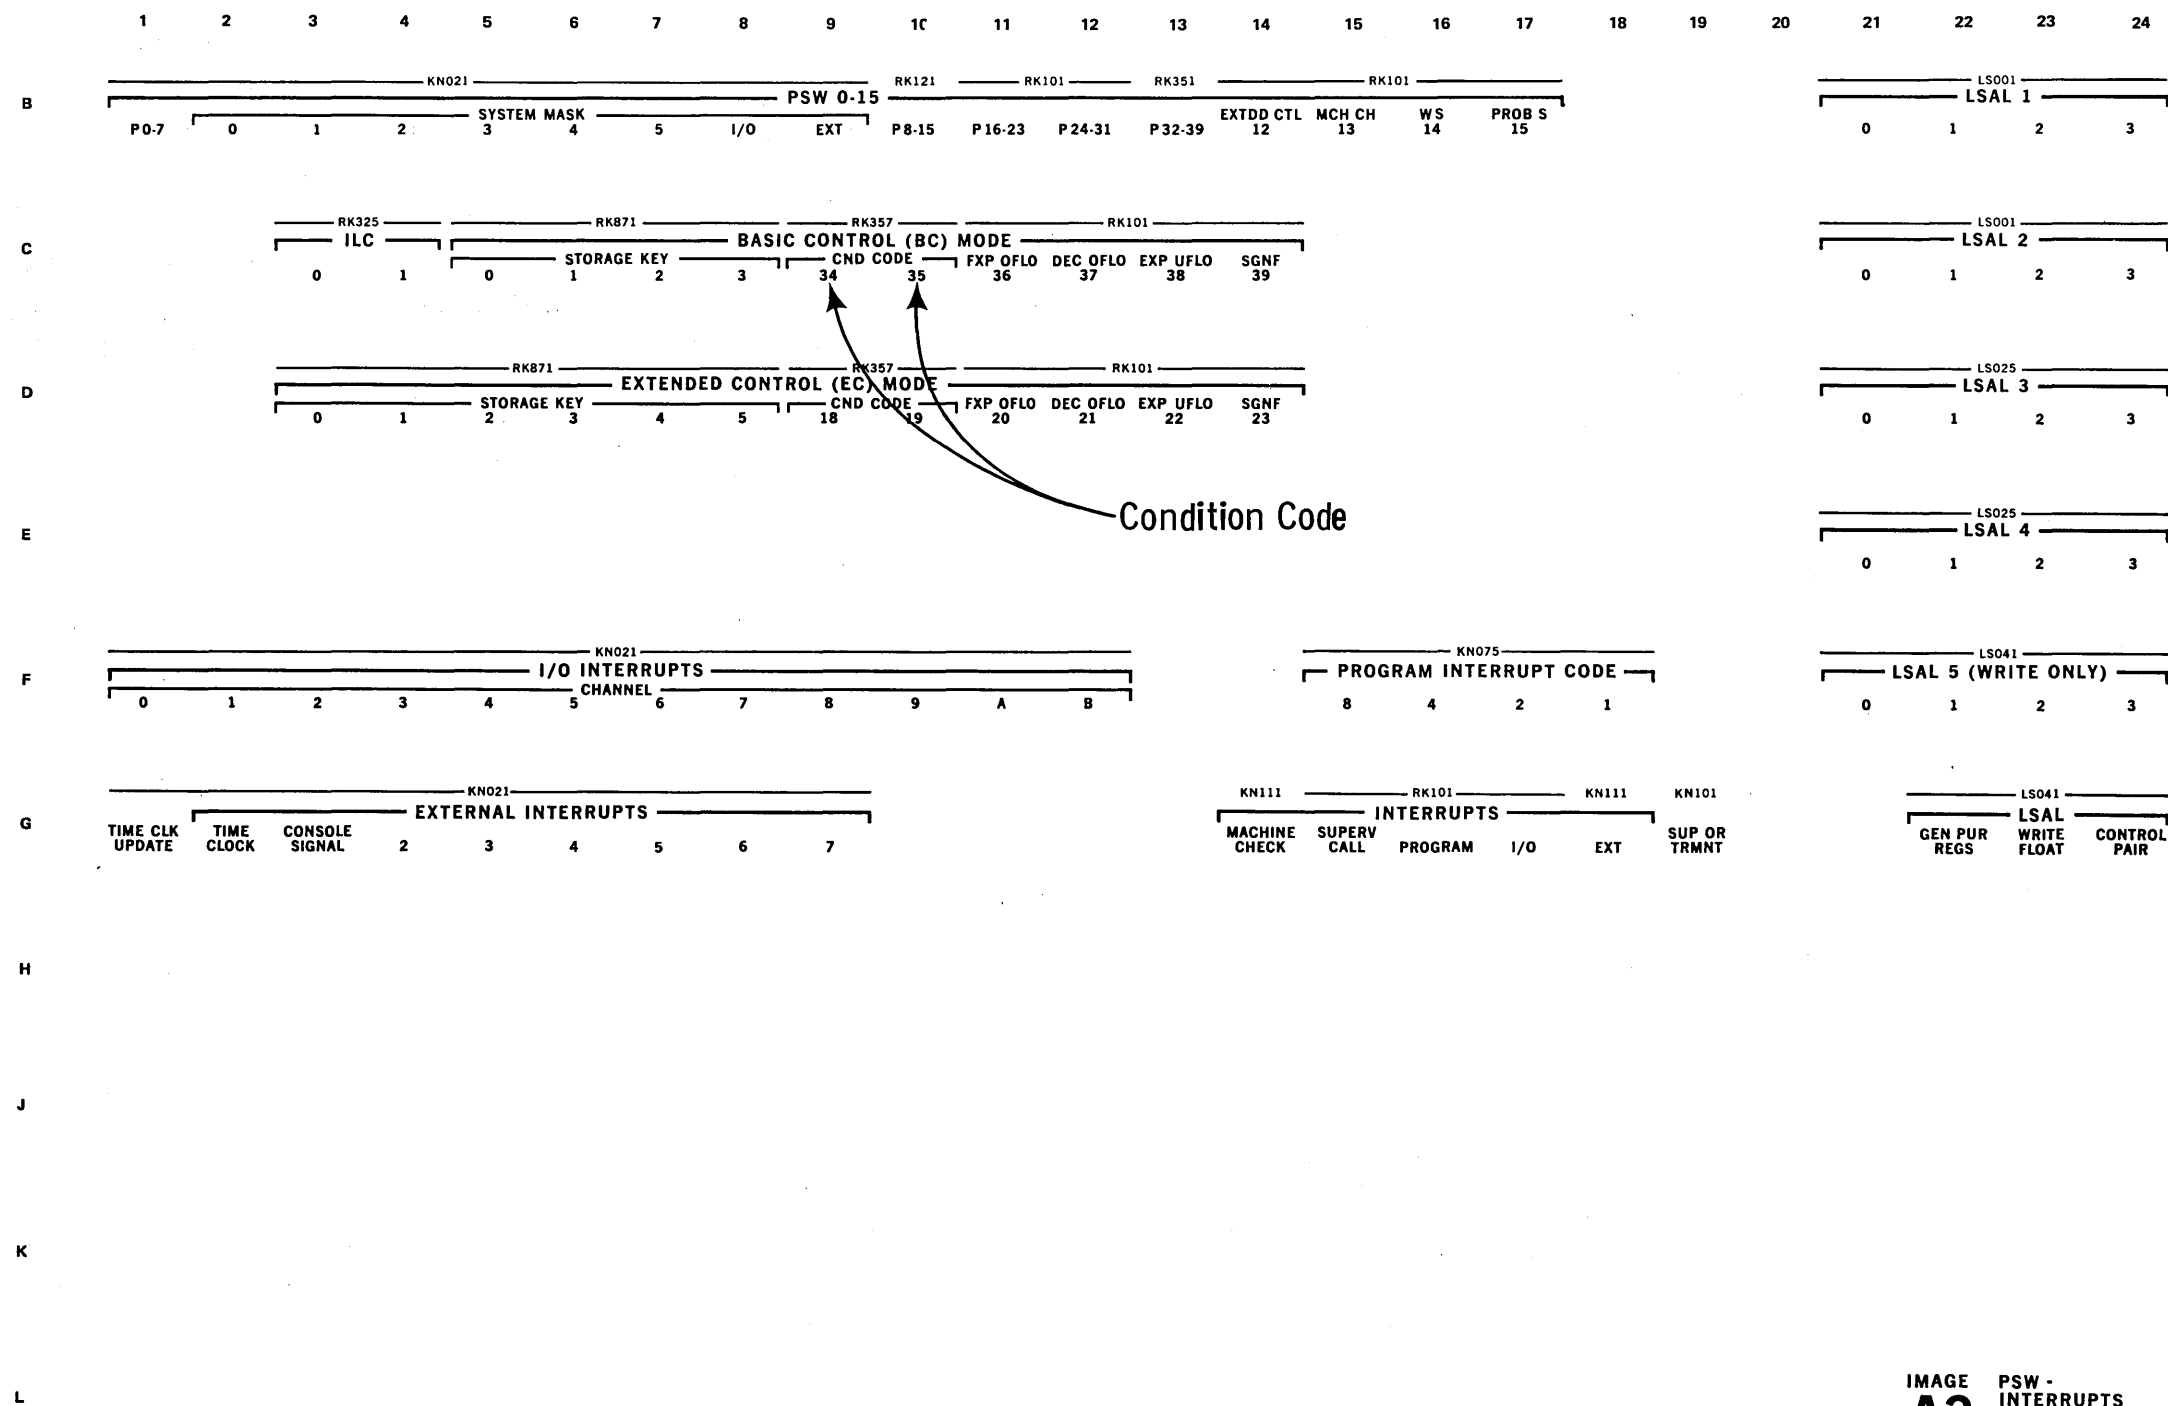 1 2 3 4 5 6 7 8 9 10 11 12 13 14 15 16 17 18 19 20 21 22 23 24
B
KN021 RK121 RK101 RK351 RK101 LS001
PSW 0-15 LSAL 1
SYSTEM MASK EXTDD CTL MCH CH WS PROB S
P 0-7 0 1 2 3 4 5 I/O EXT P 8-15 P 16-23 P 24-31 P 32-39 12 13 14 15 0 1 2 3
C
RK325 RK871 RK357 RK101 LS001
ILC BASIC CONTROL (BC) MODE LSAL 2
STORAGE KEY CND CODE FXP OFLO DEC OFLO EXP UFLO SGNF
0 1 0 1 2 3 34 35 36 37 38 39 0 1 2 3
D
RK871 RK357 RK101 LS025
EXTENDED CONTROL (EC) MODE LSAL 3
STORAGE KEY CND CODE FXP OFLO DEC OFLO EXP UFLO SGNF
0 1 2 3 4 5 18 19 20 21 22 23 0 1 2 3
Condition Code
E
LS025
LSAL 4
0 1 2 3
F
KN021 KN075 LS041
I/O INTERRUPTS PROGRAM INTERRUPT CODE LSAL 5 (WRITE ONLY)
CHANNEL
0 1 2 3 4 5 6 7 8 9 A B 8 4 2 1 0 1 2 3
G
KN021 KN111 RK101 KN111 KN101 LS041
EXTERNAL INTERRUPTS INTERRUPTS LSAL
TIME CLK TIME CONSOLE MACHINE SUPERV SUP OR GEN PUR WRITE CONTROL
UPDATE CLOCK SIGNAL 2 3 4 5 6 7 CHECK CALL PROGRAM I/O EXT TRMNT REGS FLOAT PAIR
H
J
K
L
IMAGE PSW -
INTERRUPTS